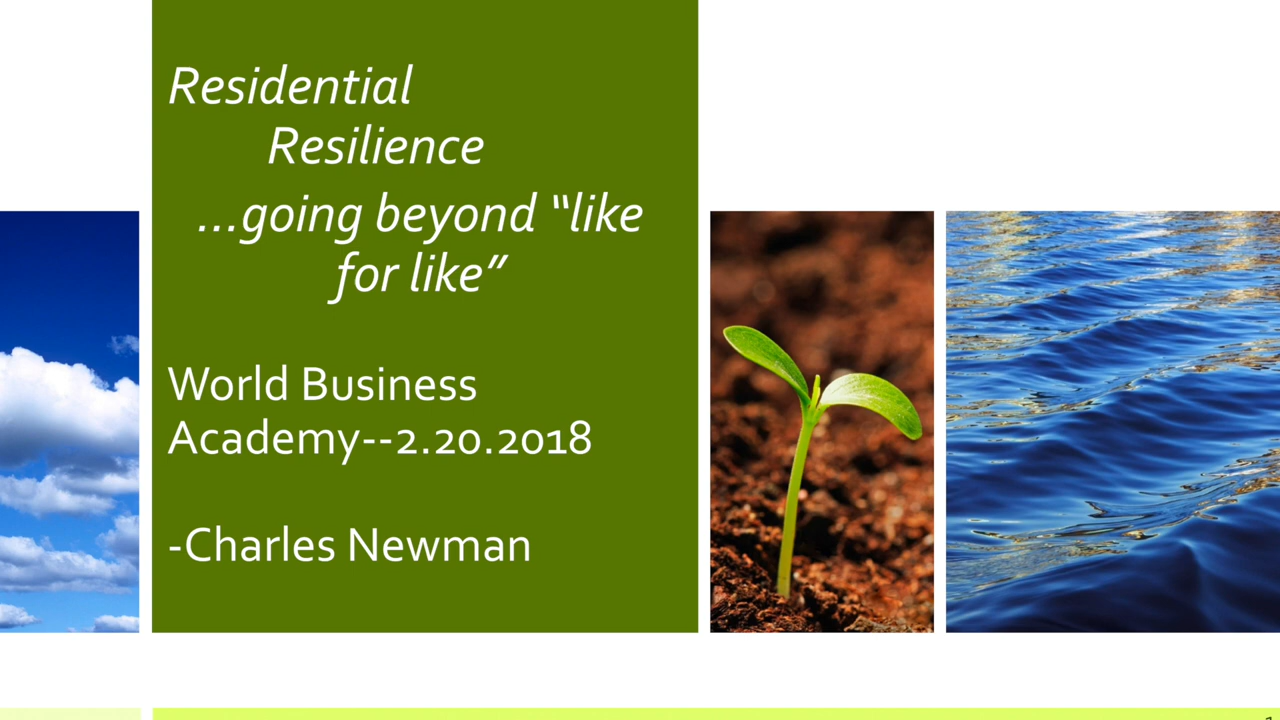 Residential
Resilience
...going beyond “like
for like”
World Business
Academy--2.20.2018
-Charles Newman